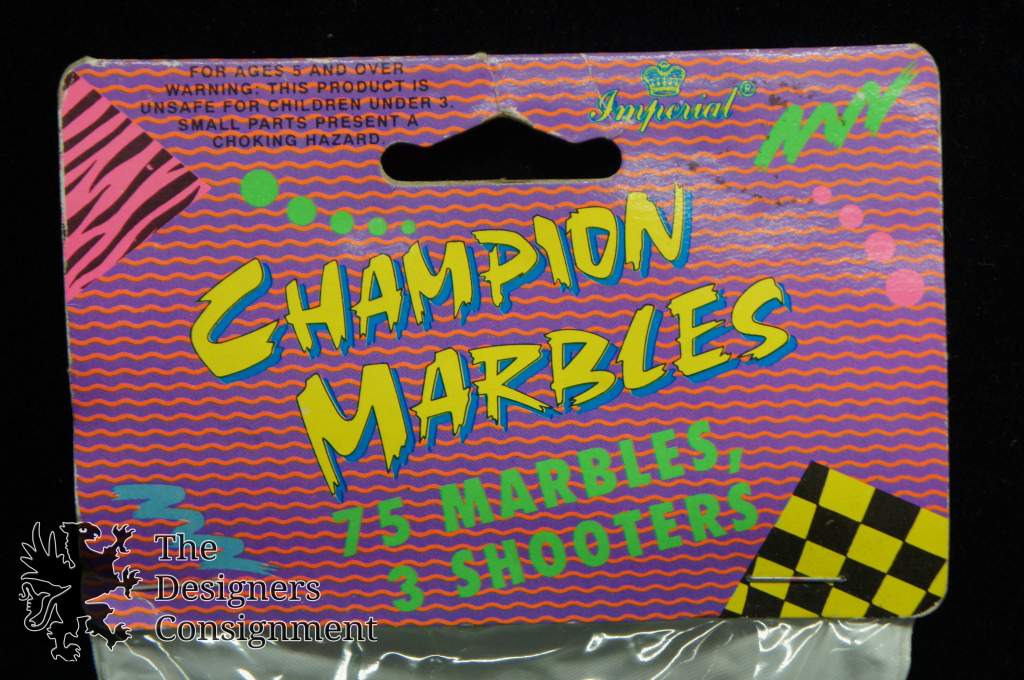 FOR AGES 5 AND OVER
WARNING: THIS PRODUCT IS
UNSAFE FOR CHILDREN UNDER 3.
SMALL PARTS PRESENT A
CHOKING HAZARD.
Imperial®
CHAMPION
MARBLES
75 MARBLES,
3 SHOOTERS
The
Designers
Consignment